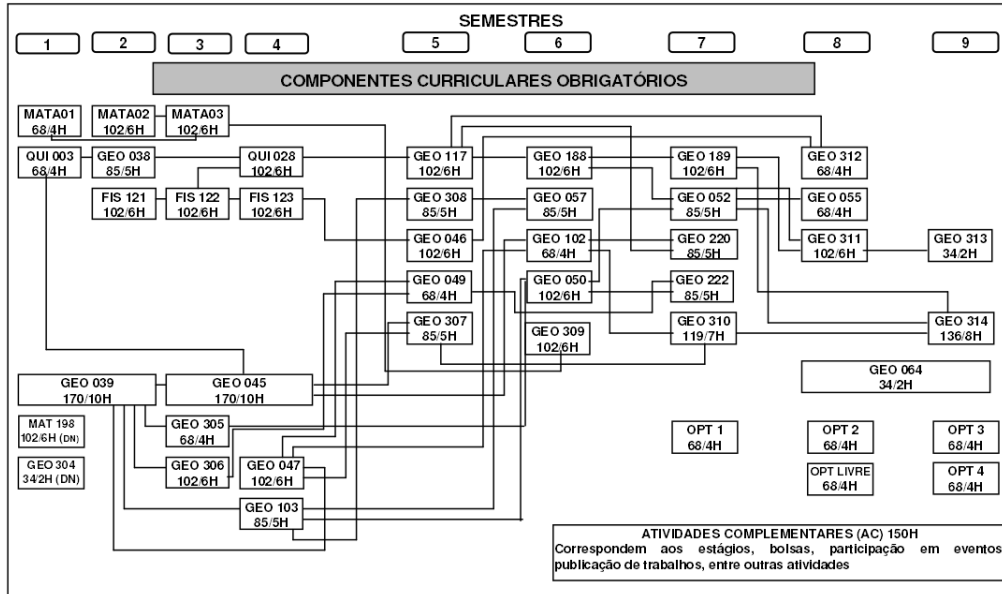 SEMESTRES
1 2 3 4 5 6 7 8 9
COMPONENTES CURRICULARES OBRIGATÓRIOS
MATA01 MATA02 MATA03
68/4H 102/6H 102/6H
QUI 003 GEO 038 QUI 028 GEO 117 GEO 188 GEO 189 GEO 312
68/4H 85/5H 102/6H 102/6H 102/6H 102/6H 68/4H
FIS 121 FIS 122 FIS 123 GEO 308 GEO 057 GEO 052 GEO 055
102/6H 102/6H 102/6H 85/5H 85/5H 85/5H 68/4H
GEO 046 GEO 102 GEO 220 GEO 311 GEO 313
102/6H 68/4H 85/5H 102/6H 34/2H
GEO 049 GEO 050 GEO 222
68/4H 102/6H 85/5H
GEO 307 GEO 309 GEO 310 GEO 314
85/5H 102/6H 119/7H 136/8H
GEO 039 GEO 045 GEO 064
170/10H 170/10H 34/2H
MAT 198 GEO 305 OPT 1 OPT 2 OPT 3
102/6H (DN) 68/4H 68/4H 68/4H 68/4H
GEO 304 GEO 306 GEO 047 OPT LIVRE OPT 4
34/2H (DN) 102/6H 102/6H 68/4H 68/4H
GEO 103
85/5H
ATIVIDADES COMPLEMENTARES (AC) 150H
Correspondem aos estágios, bolsas, participação em eventos
publicação de trabalhos, entre outras atividades